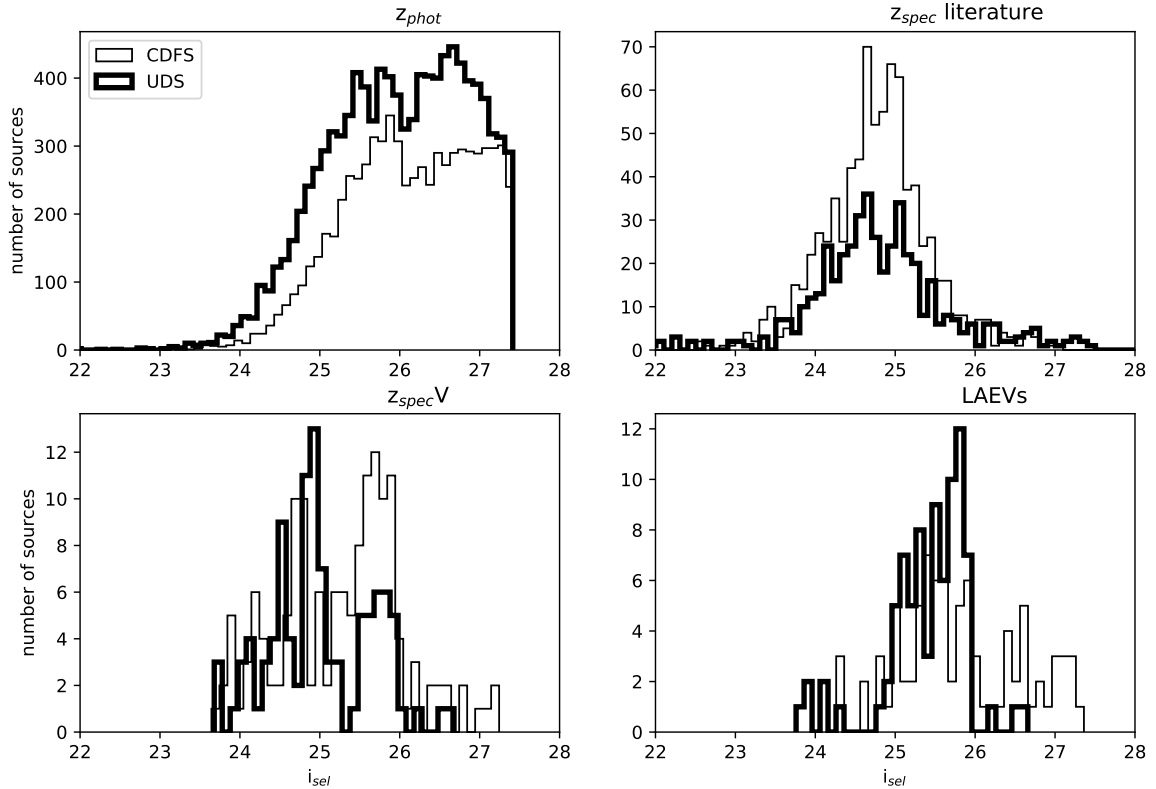 z_phot
z_spec literature
CDFS
UDS
number of sources
400
300
200
100
0
22 23 24 25 26 27 28
70
60
50
40
30
20
10
0
22 23 24 25 26 27 28
z_specV
LAEVs
number of sources
12
10
8
6
4
2
0
22 23 24 25 26 27 28
i_sel
12
10
8
6
4
2
0
22 23 24 25 26 27 28
i_sel